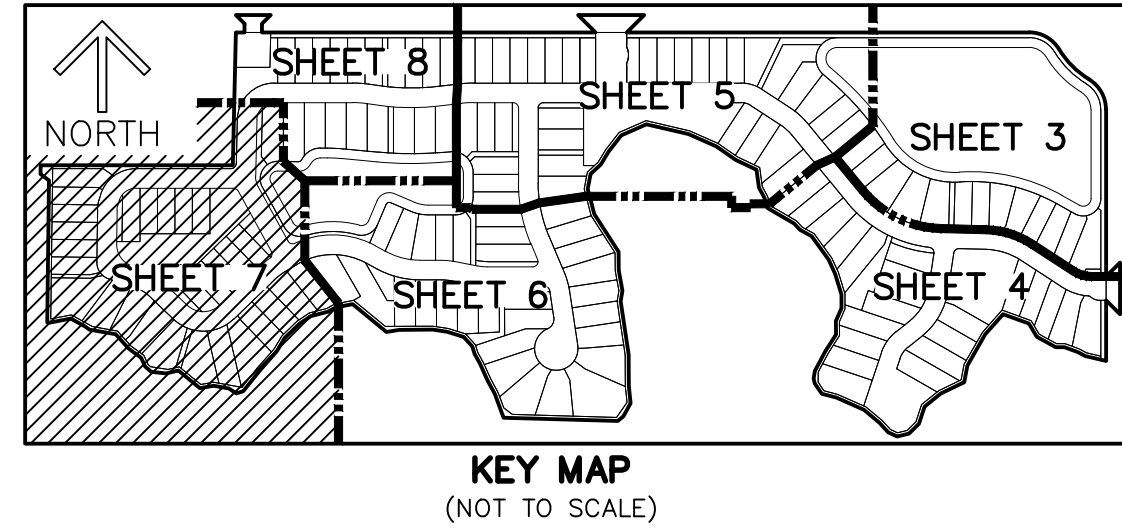 SHEET 8
SHEET 5
NORTH
SHEET 3
SHEET 7
SHEET 6
SHEET 4
KEY MAP
(NOT TO SCALE)